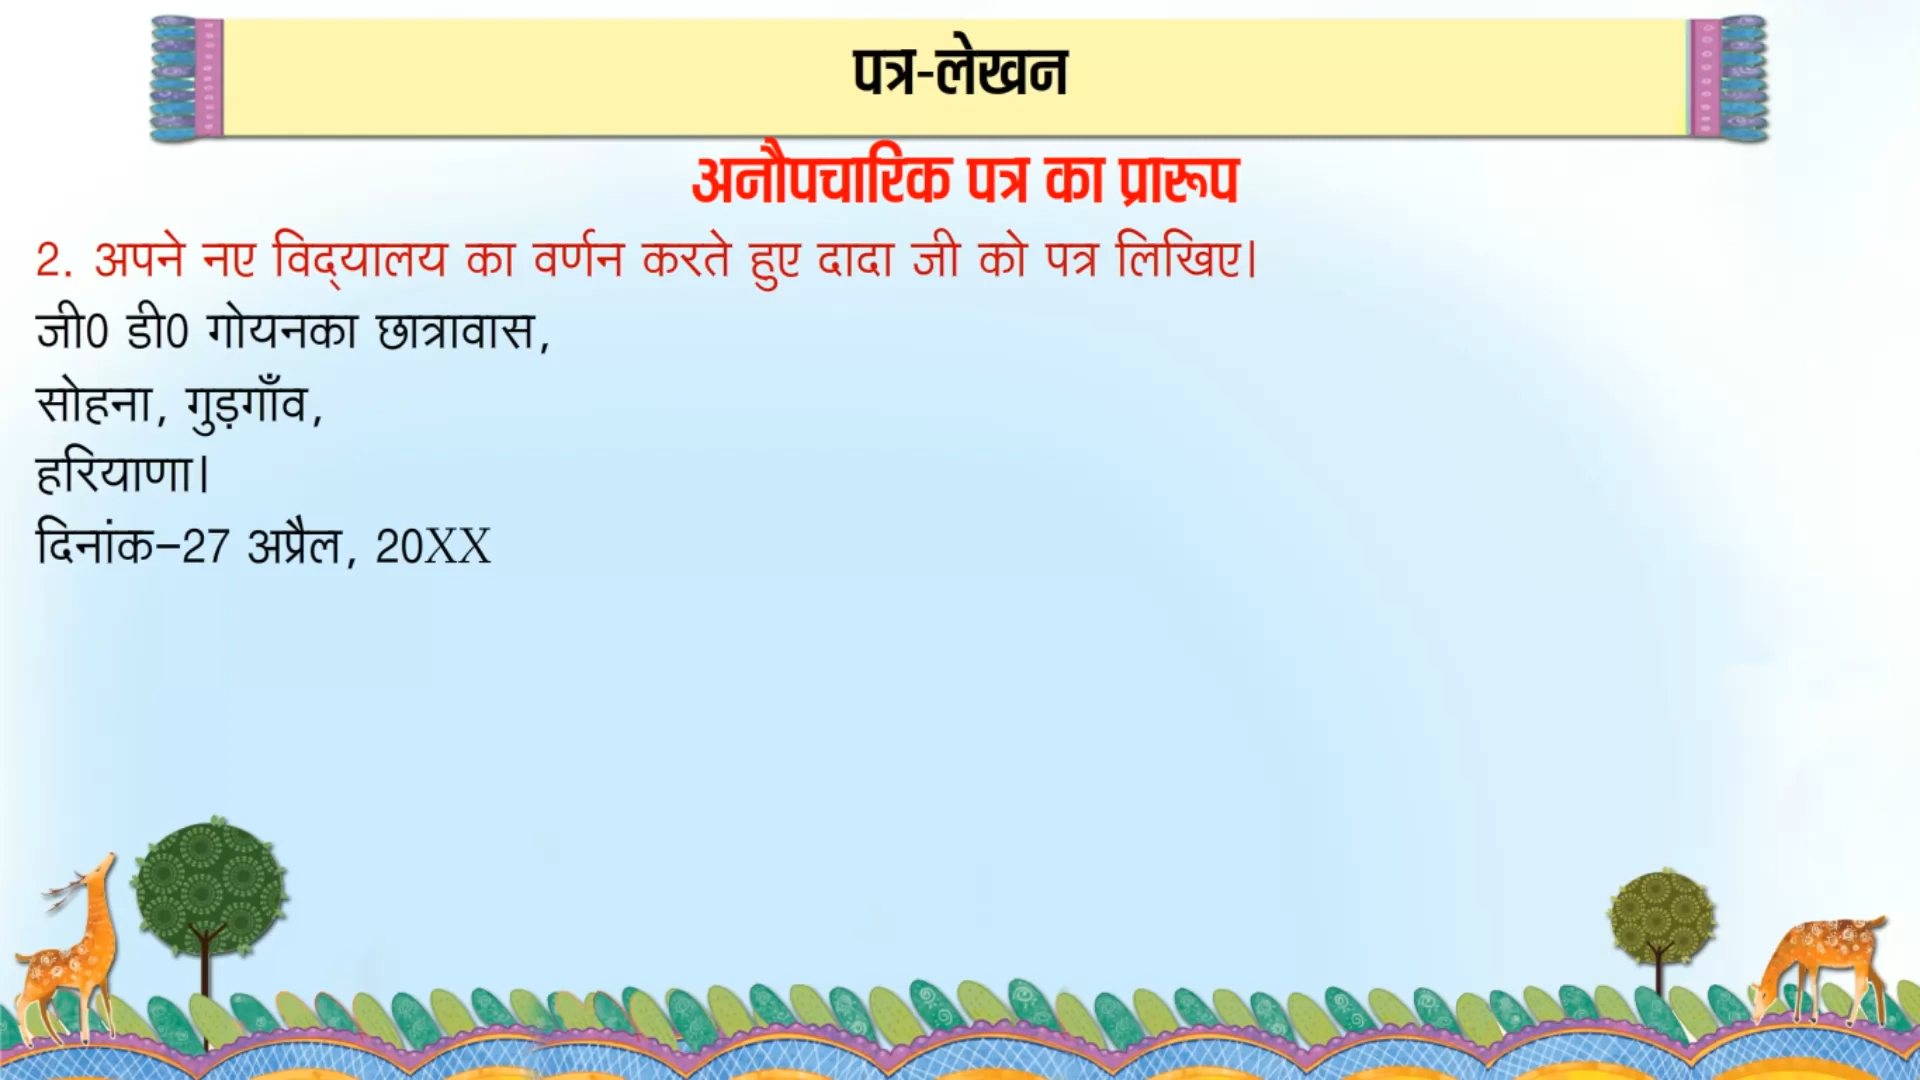 पत्र-लेखन
अनौपचारिक पत्र का प्रारूप
2. अपने नए विद्‌यालय का वर्णन करते हुए दादा जी को पत्र लिखिए।
जी0 डी0 गोयनका छात्रावास,
सोहना, गुड़गाँव,
हरियाणा।
दिनांक–27 अप्रैल, 20XX